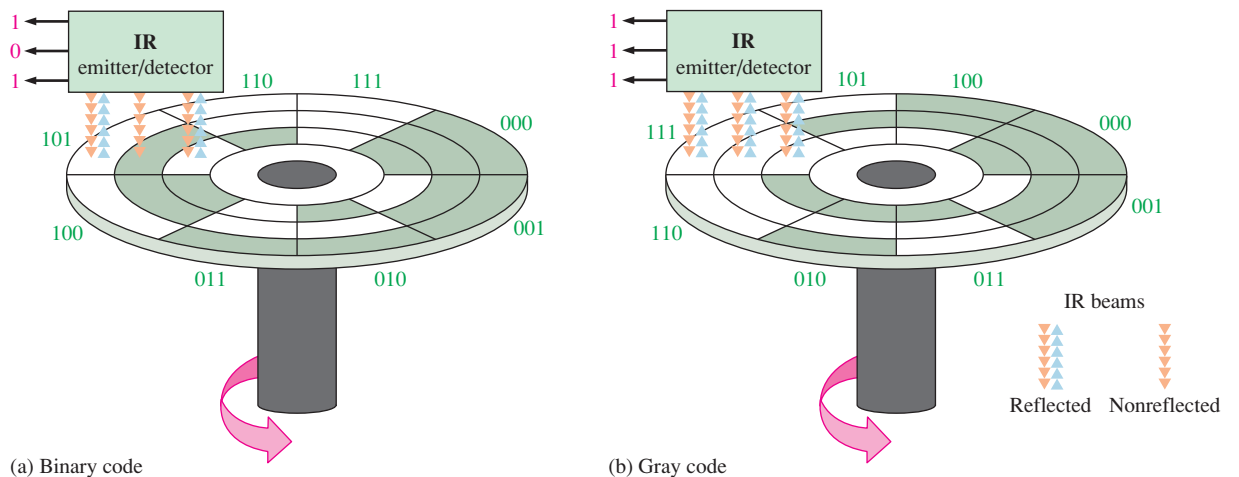 1
0
1
IR
emitter/detector
110
111
000
001
010
011
100
101
(a) Binary code
1
1
1
IR
emitter/detector
101
100
000
001
011
010
110
111
IR beams
Reflected
Nonreflected
(b) Gray code